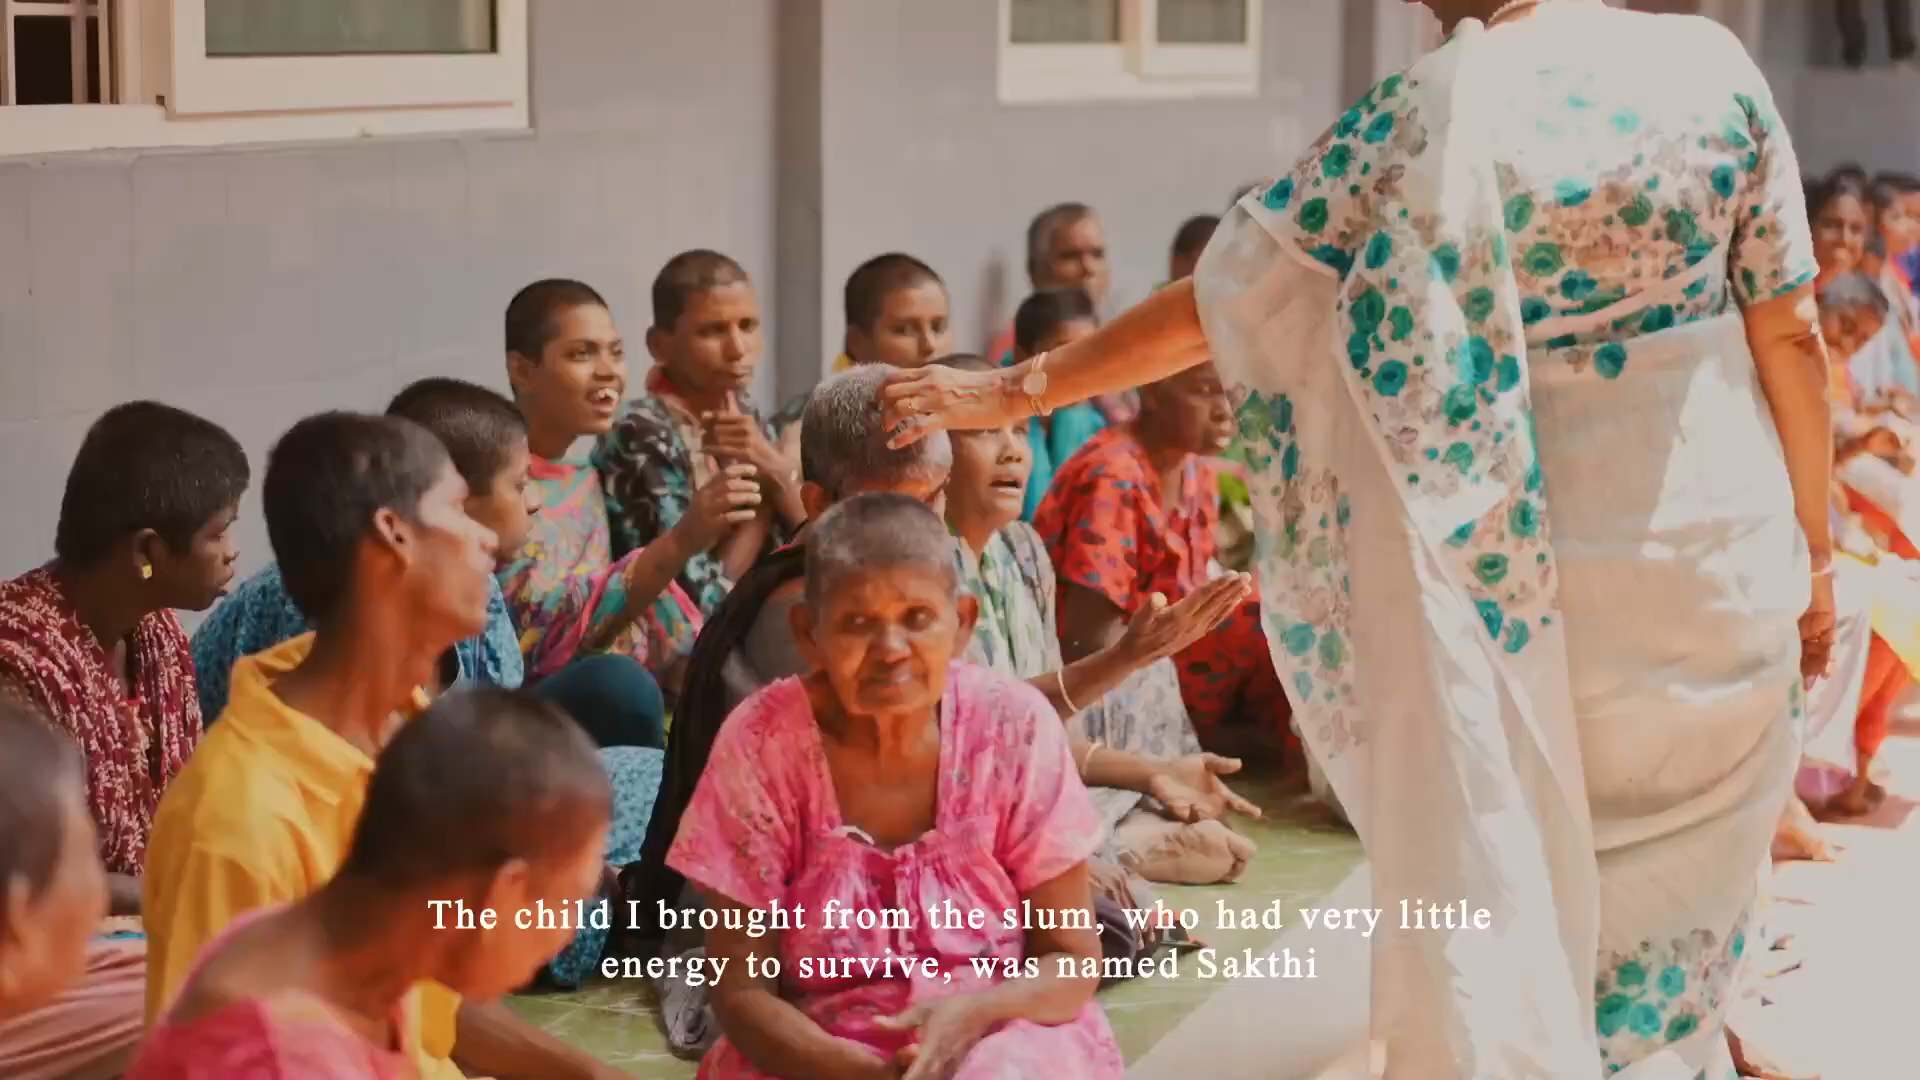 The child I brought from the slum, who had very little
energy to survive, was named Sakthi